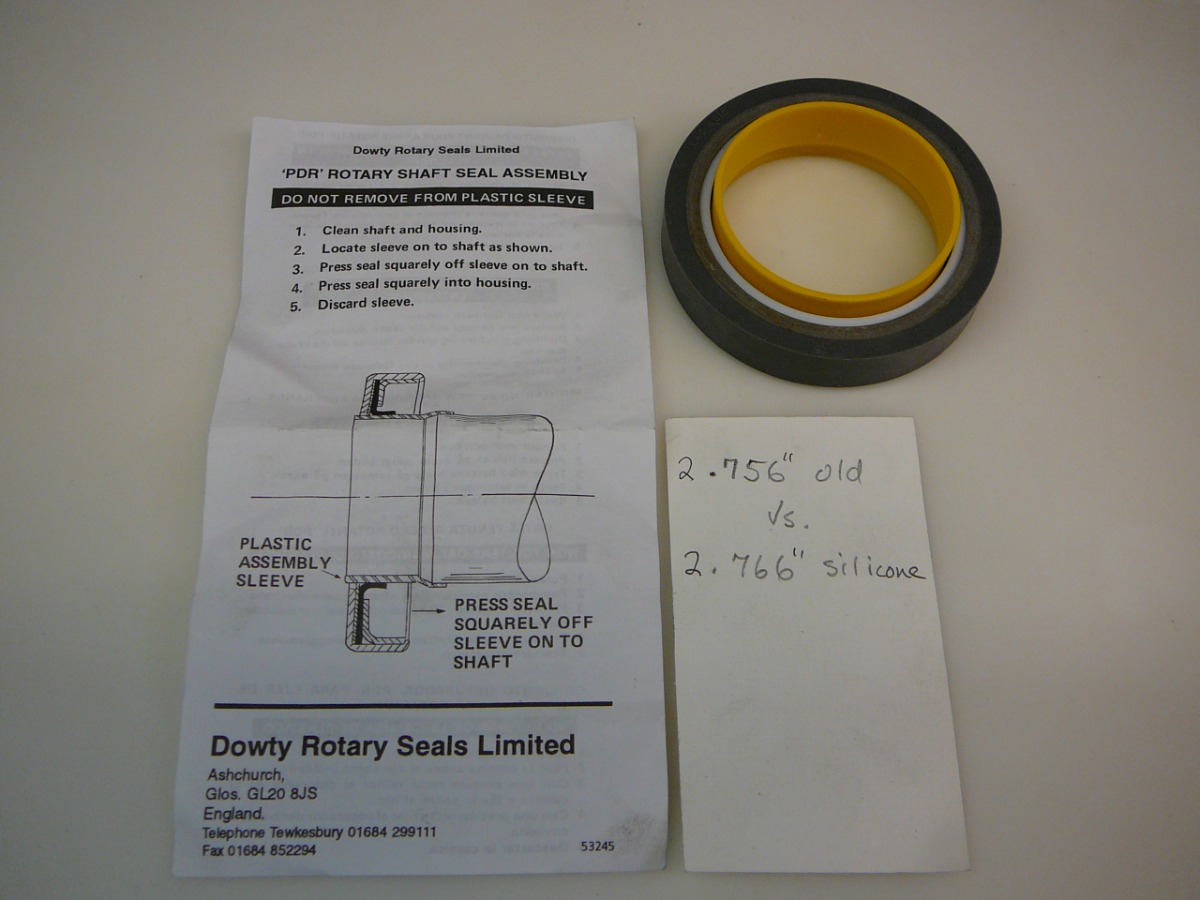 Dowty Rotary Seals Limited
'PDR' ROTARY SHAFT SEAL ASSEMBLY
DO NOT REMOVE FROM PLASTIC SLEEVE
1. Clean shaft and housing.
2. Locate sleeve on to shaft as shown.
3. Press seal squarely off sleeve on to shaft.
4. Press seal squarely into housing.
5. Discard sleeve.
PLASTIC
ASSEMBLY
SLEEVE
PRESS SEAL
SQUARELY OFF
SLEEVE ON TO
SHAFT
Dowty Rotary Seals Limited
Ashchurch,
Glos. GL20 8JS
England.
Telephone Tewkesbury 01684 299111
Fax 01684 852294
53245
2.756" old
Vs.
2.766" silicone